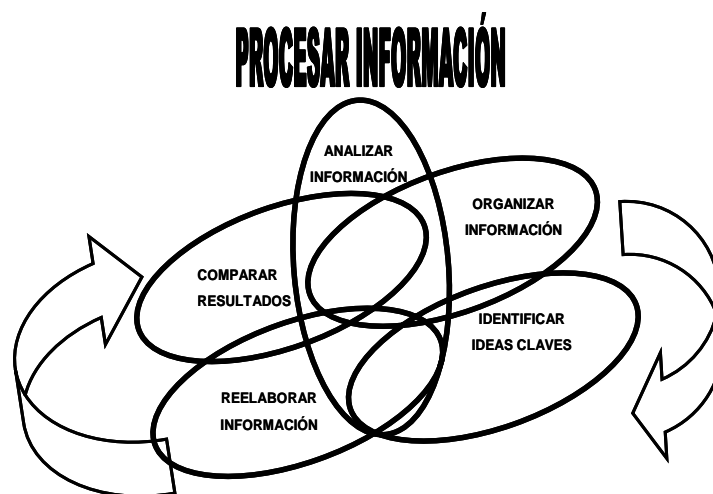 PROCESAR INFORMACIÓN
ANALIZAR
INFORMACIÓN
ORGANIZAR
INFORMACIÓN
COMPARAR
RESULTADOS
IDENTIFICAR
IDEAS CLAVES
REELABORAR
INFORMACIÓN